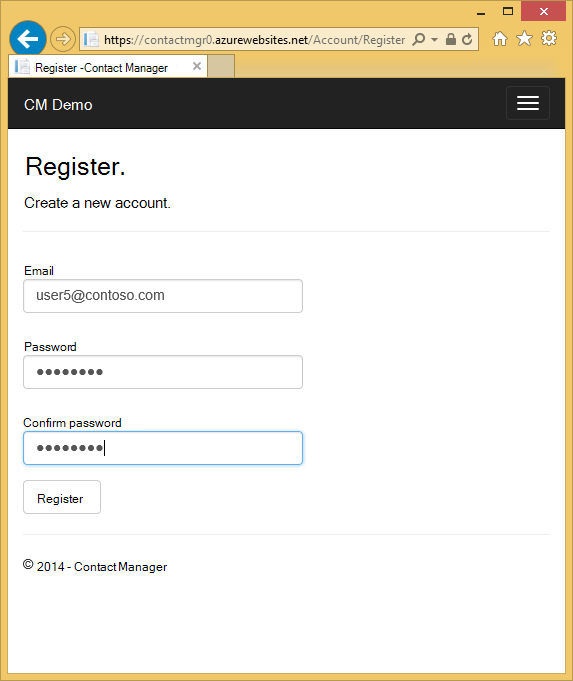 https://contactmgr0.azurewebsites.net/Account/Register
Register -Contact Manager
CM Demo
Register.
Create a new account.
Email
user5@contoso.com
Password
●●●●●●●●
Confirm password
●●●●●●●●
Register
© 2014 - Contact Manager